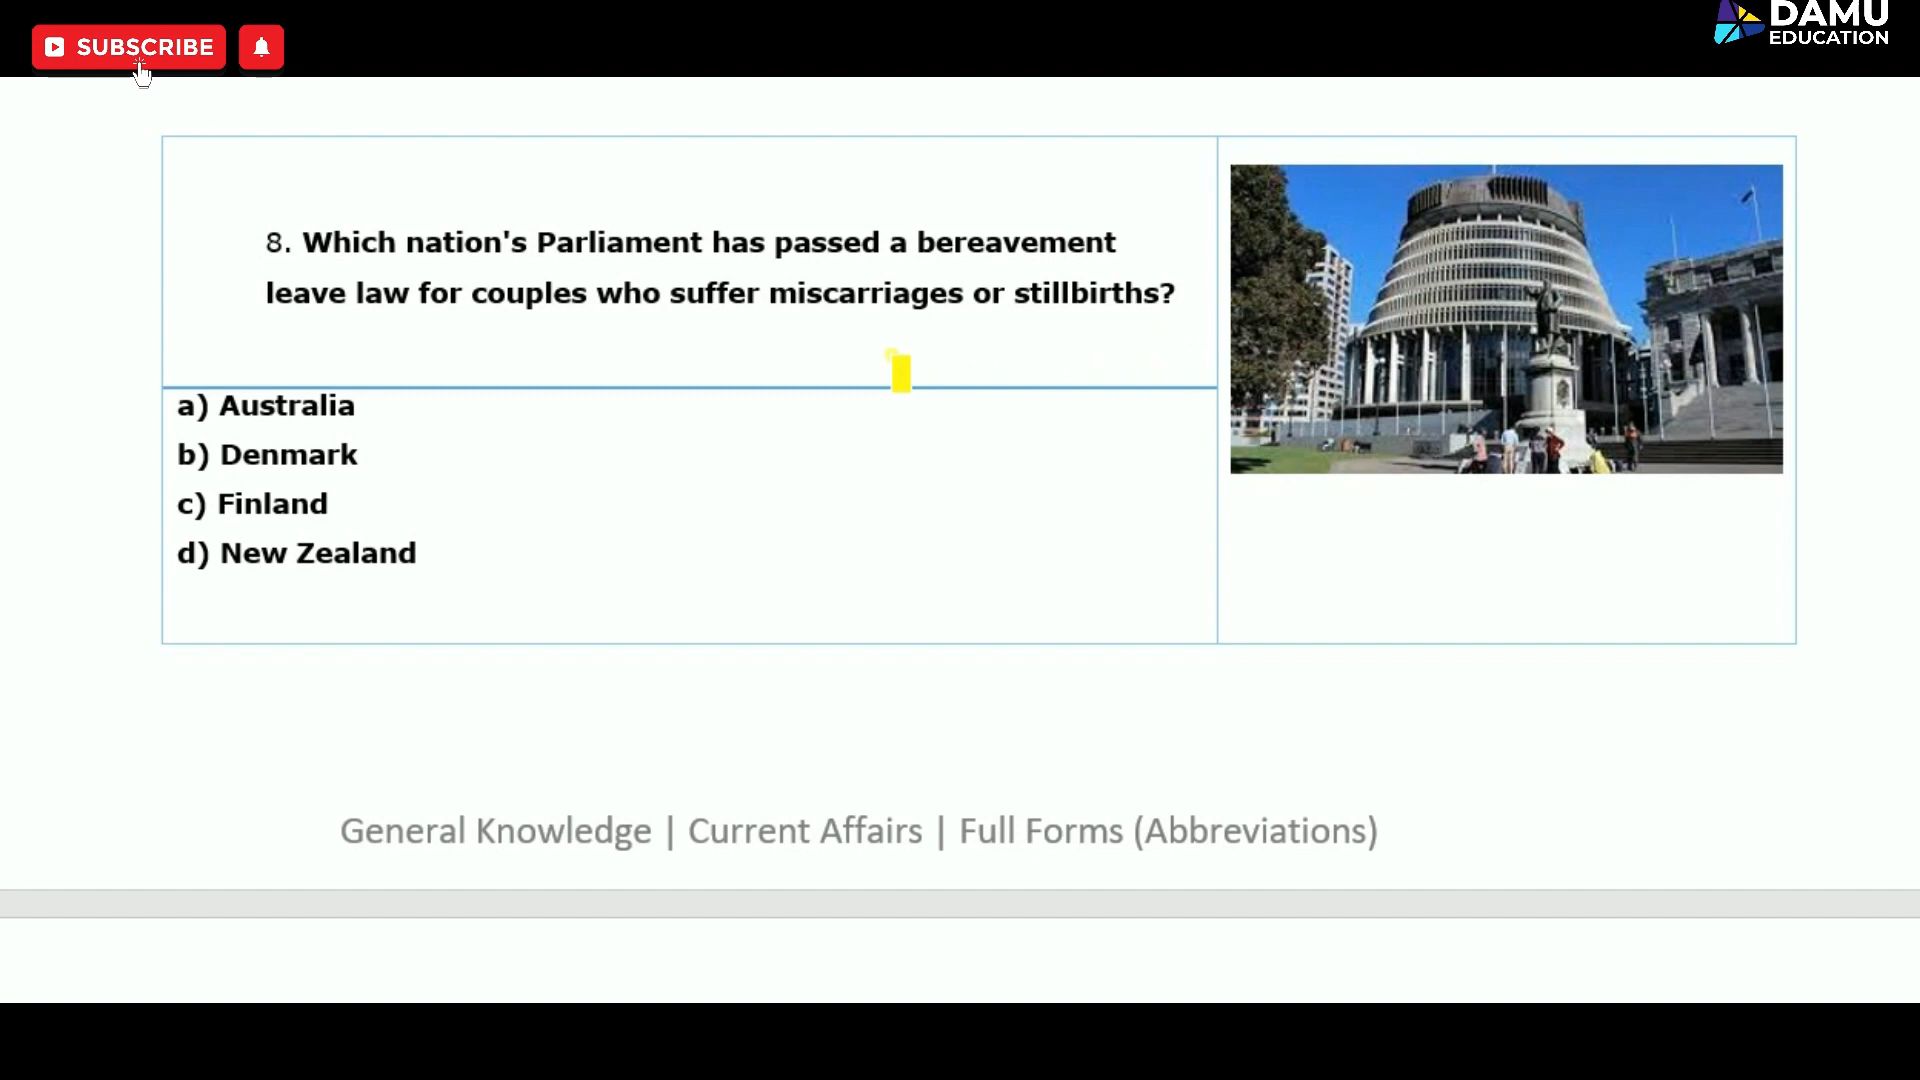 SUBSCRIBE
DAMU
EDUCATION
8. Which nation's Parliament has passed a bereavement
leave law for couples who suffer miscarriages or stillbirths?
a) Australia
b) Denmark
c) Finland
d) New Zealand
General Knowledge | Current Affairs | Full Forms (Abbreviations)